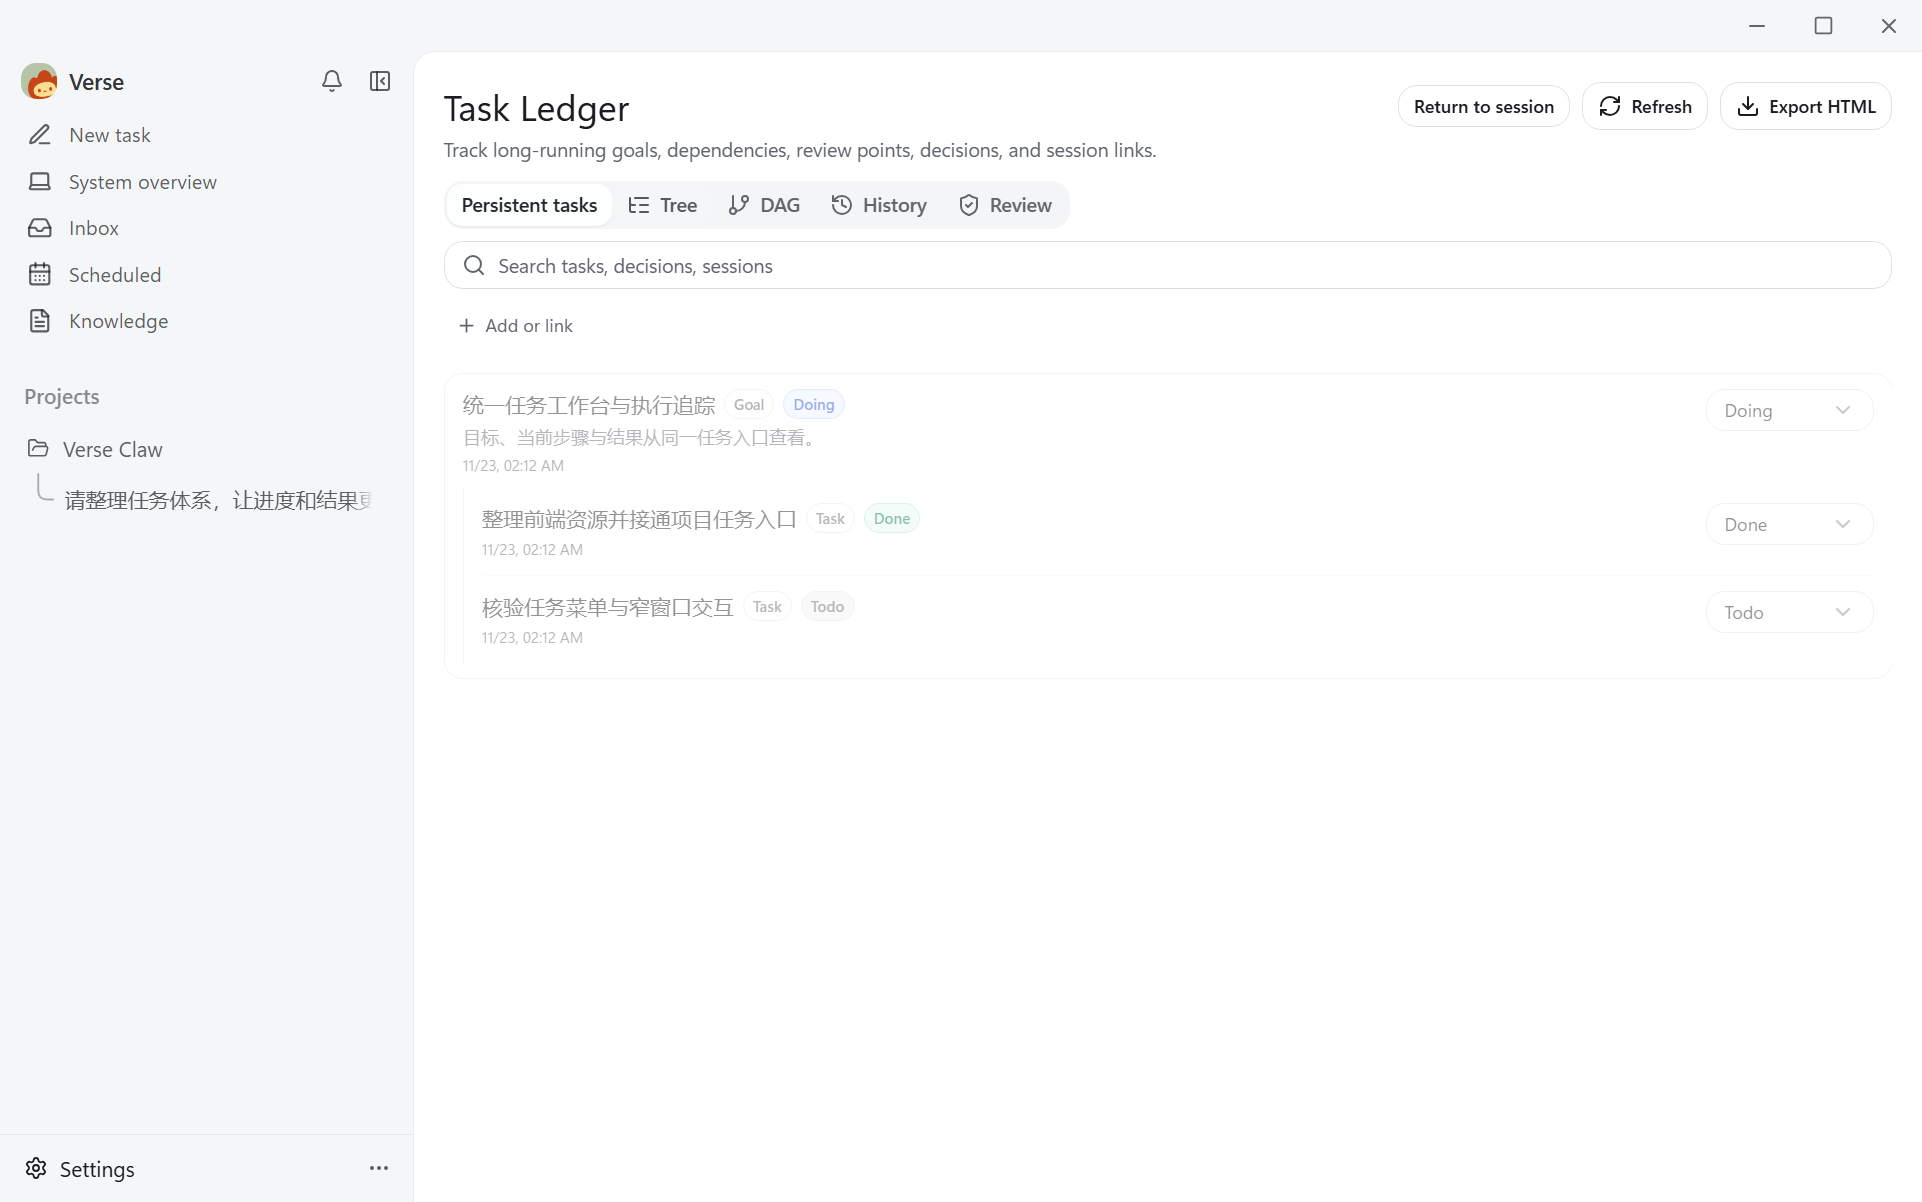 Verse
New task
System overview
Inbox
Scheduled
Knowledge
Projects
Verse Claw
请整理任务体系，让进度和结果
Settings
Task Ledger
Track long-running goals, dependencies, review points, decisions, and session links.
Return to session
Refresh
Export HTML
Persistent tasks
Tree
DAG
History
Review
Search tasks, decisions, sessions
Add or link
统一任务工作台与执行追踪 Goal Doing
Doing
目标、当前步骤与结果从同一任务入口查看。
11/23, 02:12 AM
整理前端资源并接通项目任务入口 Task Done
Done
11/23, 02:12 AM
核验任务菜单与窄窗口交互 Task Todo
Todo
11/23, 02:12 AM